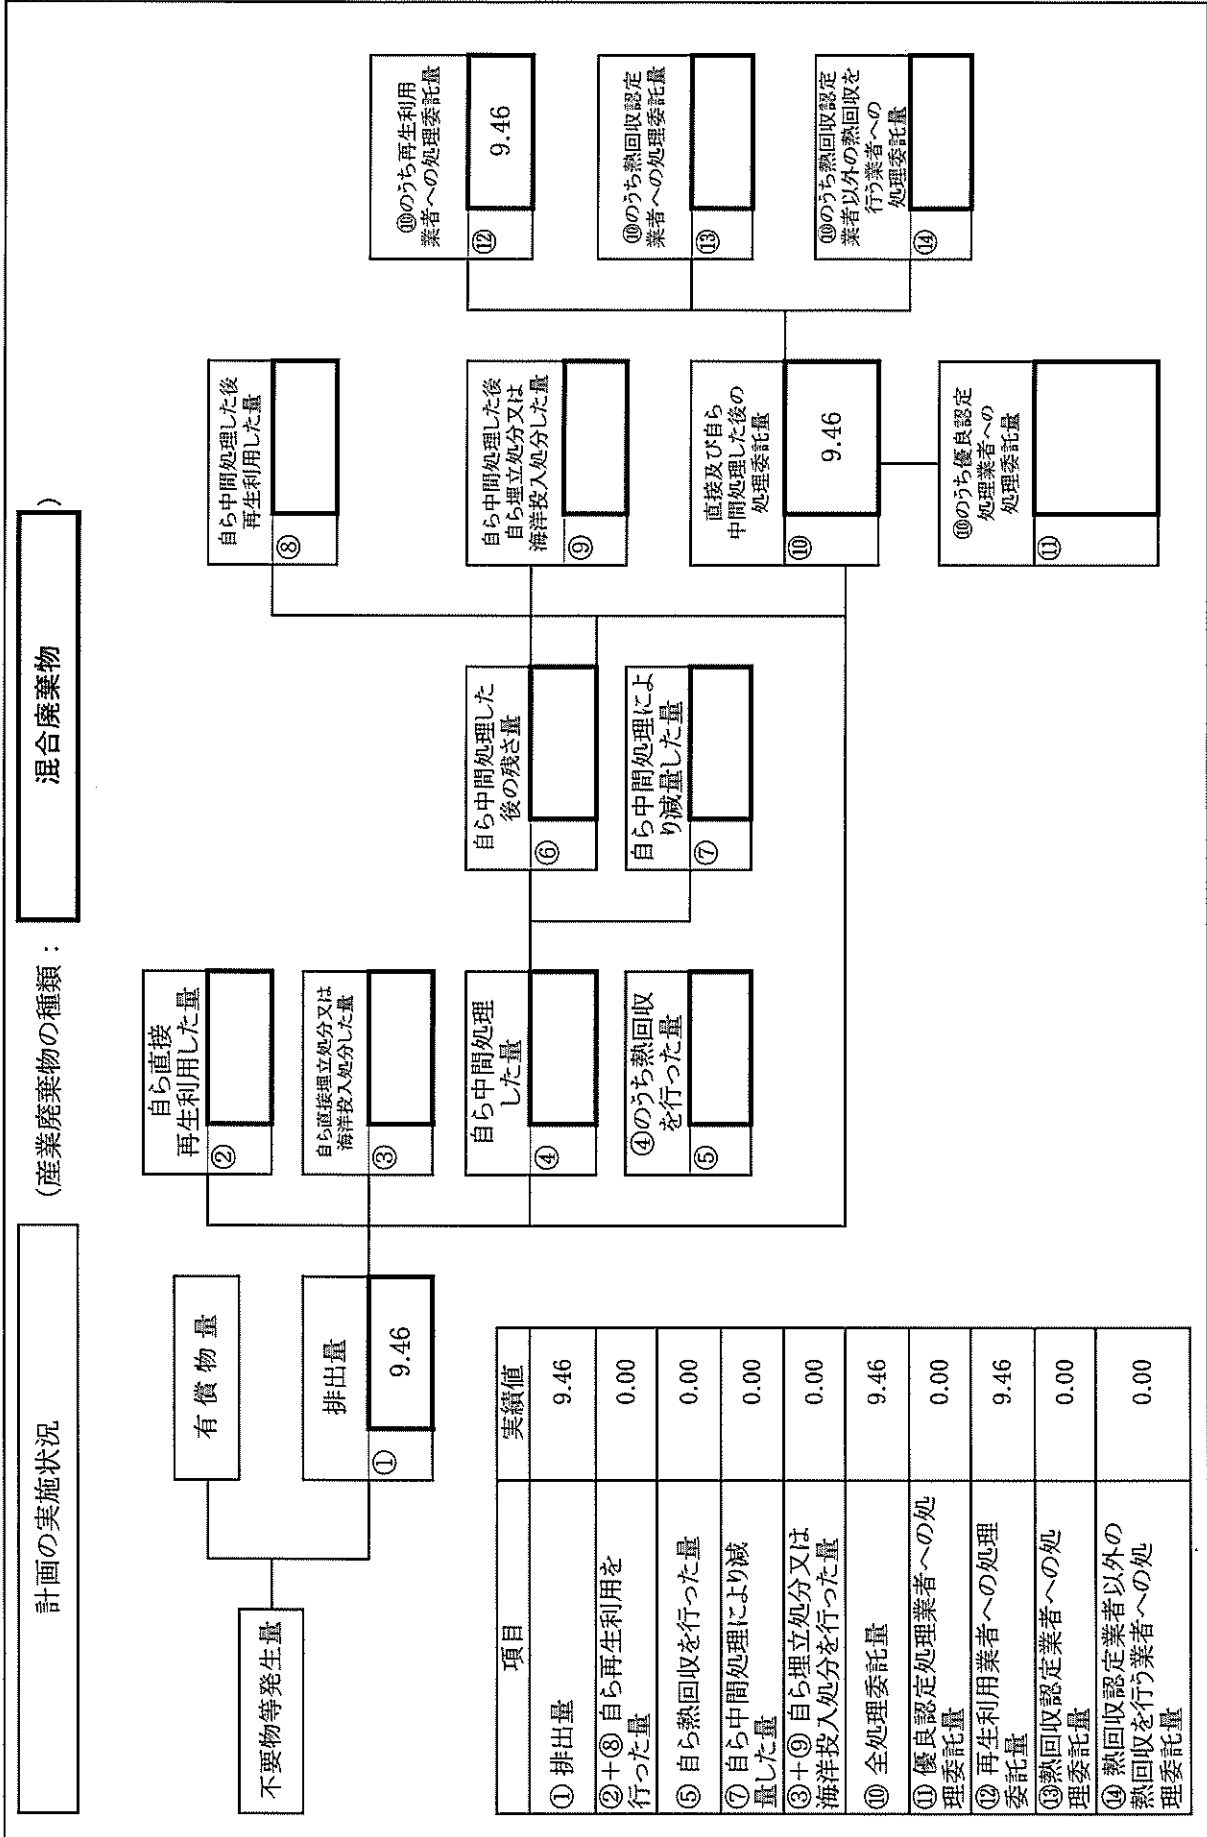 計画の実施状況
(産業廃棄物の種類：
混合廃棄物
)
不要物等発生量
有 償 物 量
排出量
①
9.46
自ら直接
再生利用した量
②
自ら直接埋立処分又は
海洋投入処分した量
③
自ら中間処理
した量
④
④のうち熱回収
を行った量
⑤
自ら中間処理した
後の残さ量
⑥
自ら中間処理によ
り減量した量
⑦
自ら中間処理した後
再生利用した量
⑧
自ら中間処理した後
自ら埋立処分又は
海洋投入処分した量
⑨
直接及び自ら
中間処理した後の
処理委託量
⑩
9.46
⑩のうち優良認定
処理業者への
処理委託量
⑪
⑩のうち再生利用
業者への処理委託量
⑫
9.46
⑩のうち熱回収認定
業者への処理委託量
⑬
⑩のうち熱回収認定
業者以外の熱回収を
行う業者への
処理委託量
⑭
項目
実績値
① 排出量
9.46
②+⑧ 自ら再生利用を
行った量
0.00
⑤ 自ら熱回収を行った量
0.00
⑦ 自ら中間処理により減
量した量
0.00
③+⑨ 自ら埋立処分又は
海洋投入処分を行った量
0.00
⑩ 全処理委託量
9.46
⑪ 優良認定処理業者への処
理委託量
0.00
⑫ 再生利用業者への処理
委託量
9.46
⑬熱回収認定業者への処
理委託量
0.00
⑭ 熱回収認定業者以外の
熱回収を行う業者への処
理委託量
0.00